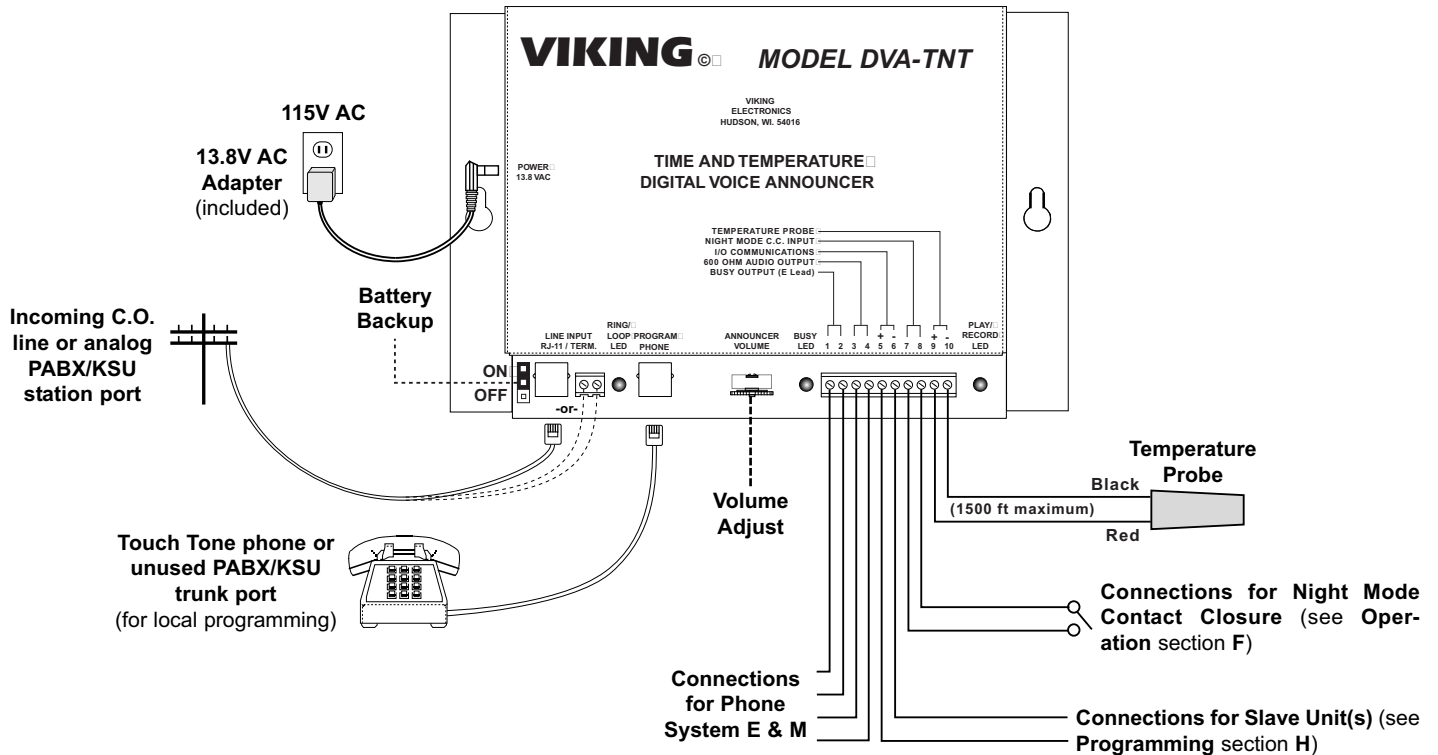 VIKING ©
MODEL DVA-TNT
VIKING
ELECTRONICS
HUDSON, WI. 54016
115V AC
13.8V AC
Adapter
(included)
POWER
13.8 VAC
TIME AND TEMPERATURE
DIGITAL VOICE ANNOUNCER
TEMPERATURE PROBE
NIGHT MODE C.C. INPUT
I/O COMMUNICATIONS
600 OHM AUDIO OUTPUT
BUSY OUTPUT (E Lead)
Battery
Backup
Incoming C.O.
line or analog
PABX/KSU
station port
LINE INPUT
RJ-11 / TERM.
RING/
LOOP
LED
PROGRAM
PHONE
ANNOUNCER
VOLUME
BUSY
LED
+ - + -
1 2 3 4 5 6 7 8 9 10
PLAY/
RECORD
LED
ON
OFF
-or-
Volume
Adjust
Temperature
Probe
Black
(1500 ft maximum)
Red
Touch Tone phone or
unused PABX/KSU
trunk port
(for local programming)
Connections for Night Mode
Contact Closure (see Oper-
ation section F)
Connections
for Phone
System E & M
Connections for Slave Unit(s) (see
Programming section H)